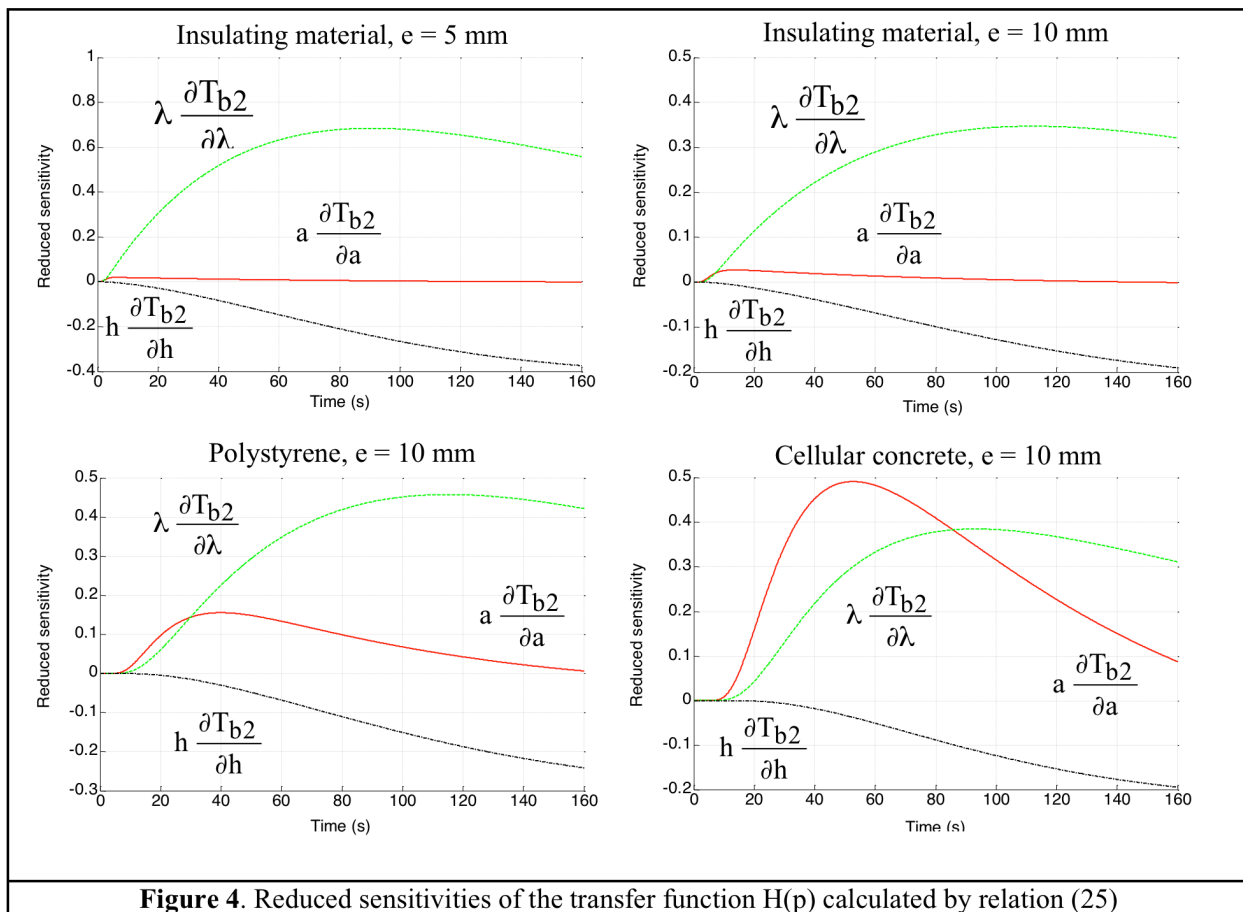 Insulating material, e = 5 mm
1
0.8
0.6
0.4
0.2
0
-0.2
-0.4
Reduced sensitivity
λ ∂Tb2
∂λ
a ∂Tb2
∂a
h ∂Tb2
∂h
0 20 40 60 80 100 120 140 160
Time (s)
Insulating material, e = 10 mm
0.5
0.4
0.3
0.2
0.1
0
-0.1
-0.2
Reduced sensitivity
λ ∂Tb2
∂λ
a ∂Tb2
∂a
h ∂Tb2
∂h
0 20 40 60 80 100 120 140 160
Time (s)
Polystyrene, e = 10 mm
0.5
0.4
0.3
0.2
0.1
0
-0.1
-0.2
-0.3
Reduced sensitivity
λ ∂Tb2
∂λ
a ∂Tb2
∂a
h ∂Tb2
∂h
0 20 40 60 80 100 120 140 160
Time (s)
Cellular concrete, e = 10 mm
0.5
0.4
0.3
0.2
0.1
0
-0.1
-0.2
Reduced sensitivity
λ ∂Tb2
∂λ
a ∂Tb2
∂a
h ∂Tb2
∂h
0 20 40 60 80 100 120 140 160
Time (s)
Figure 4. Reduced sensitivities of the transfer function H(p) calculated by relation (25)